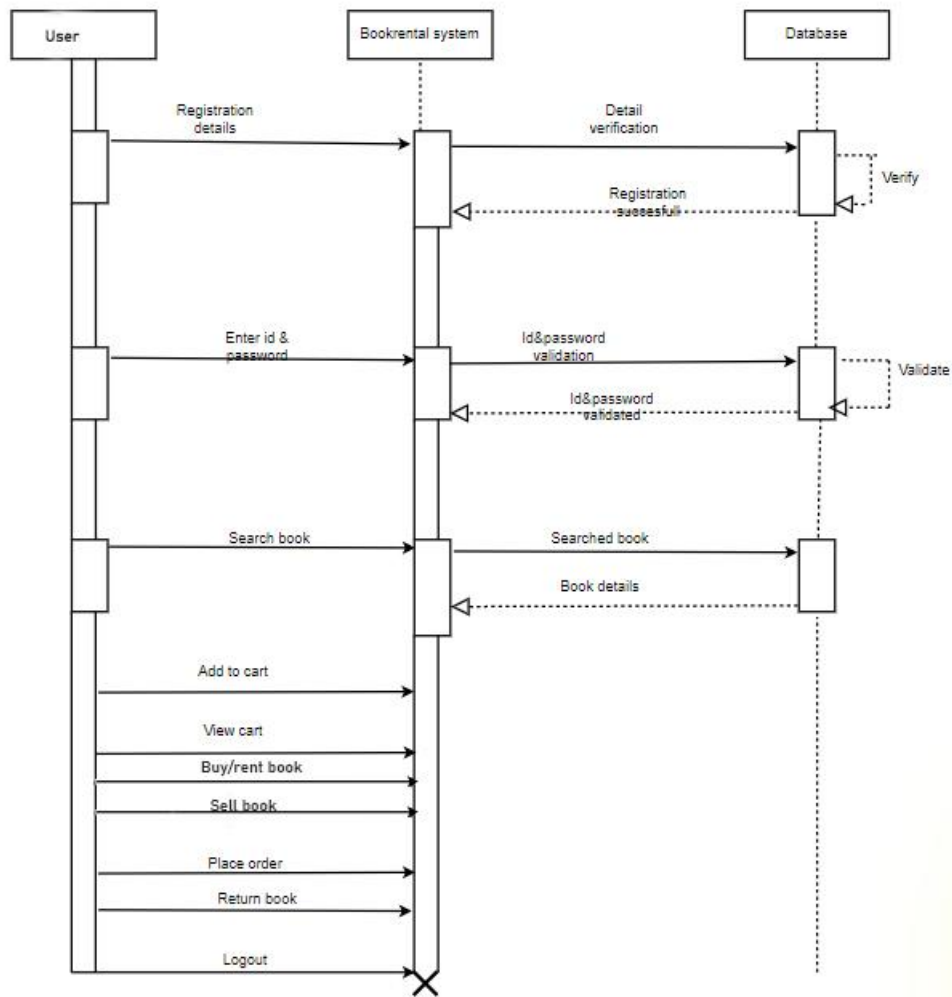 User
Bookrental system
Database
Registration
details
Detail
verification
Verify
Registration
succesfull
Enter id &
password
Id&password
validation
Validate
Id&password
validated
Search book
Searched book
Book details
Add to cart
View cart
Buy/rent book
Sell book
Place order
Return book
Logout